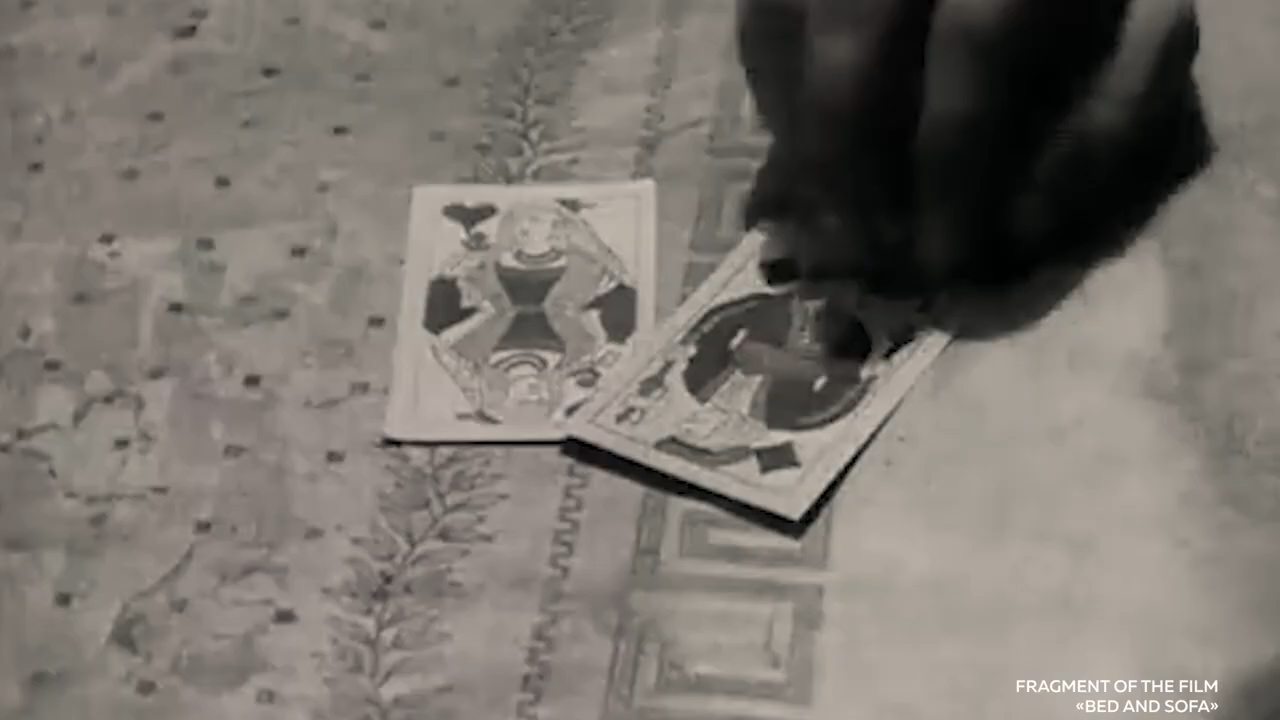 FRAGMENT OF THE FILM
«BED AND SOFA»